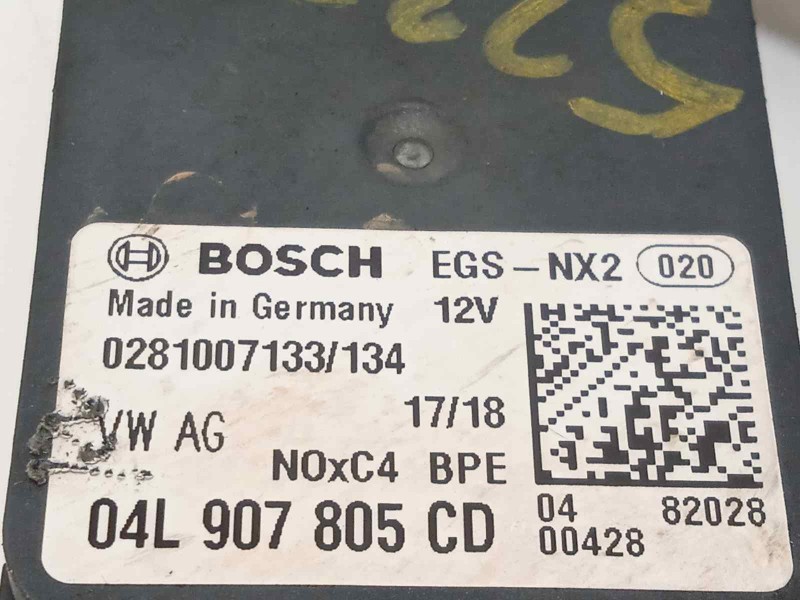 BOSCH EGS-NX2 020
Made in Germany 12V
0281007133/134
VW AG 17/18
NOxC4 BPE
04L 907 805 CD
04 82028
00428